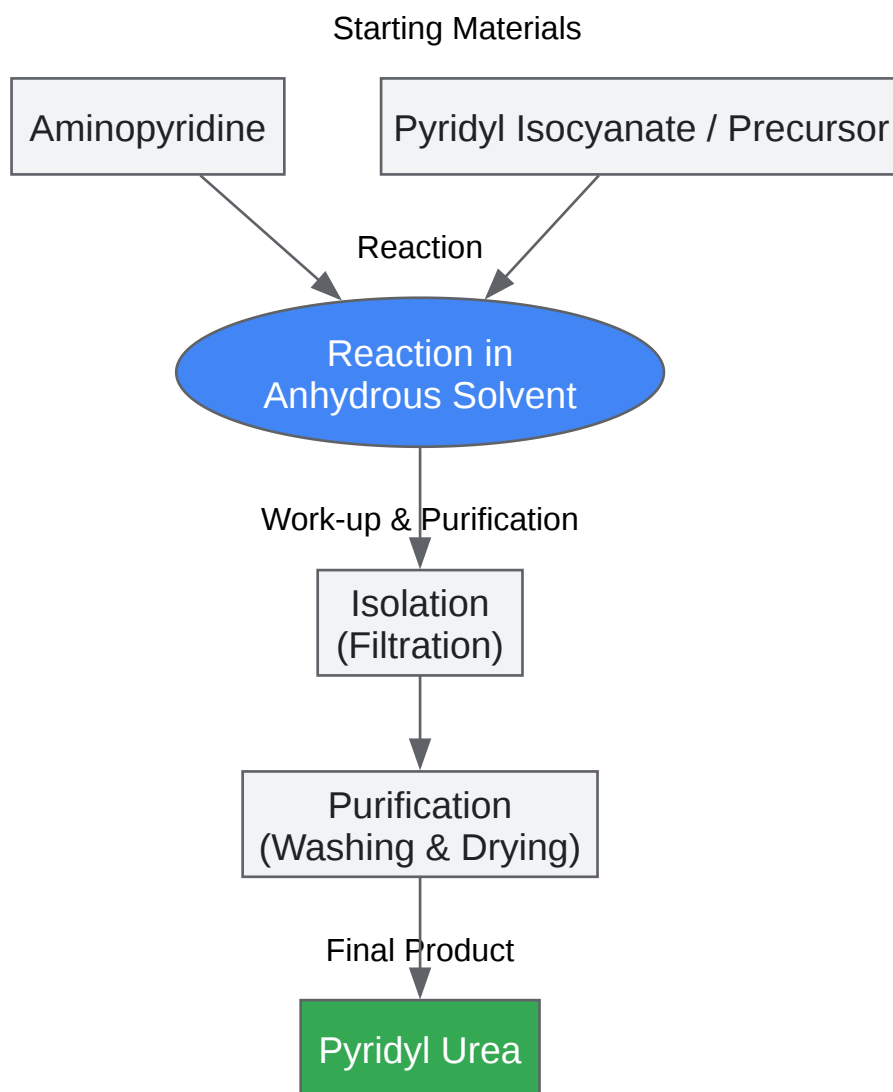 Starting Materials
Aminopyridine
Pyridyl Isocyanate / Precursor
Reaction
Reaction in
Anhydrous Solvent
Work-up & Purification
Isolation
(Filtration)
Purification
(Washing & Drying)
Final Product
Pyridyl Urea